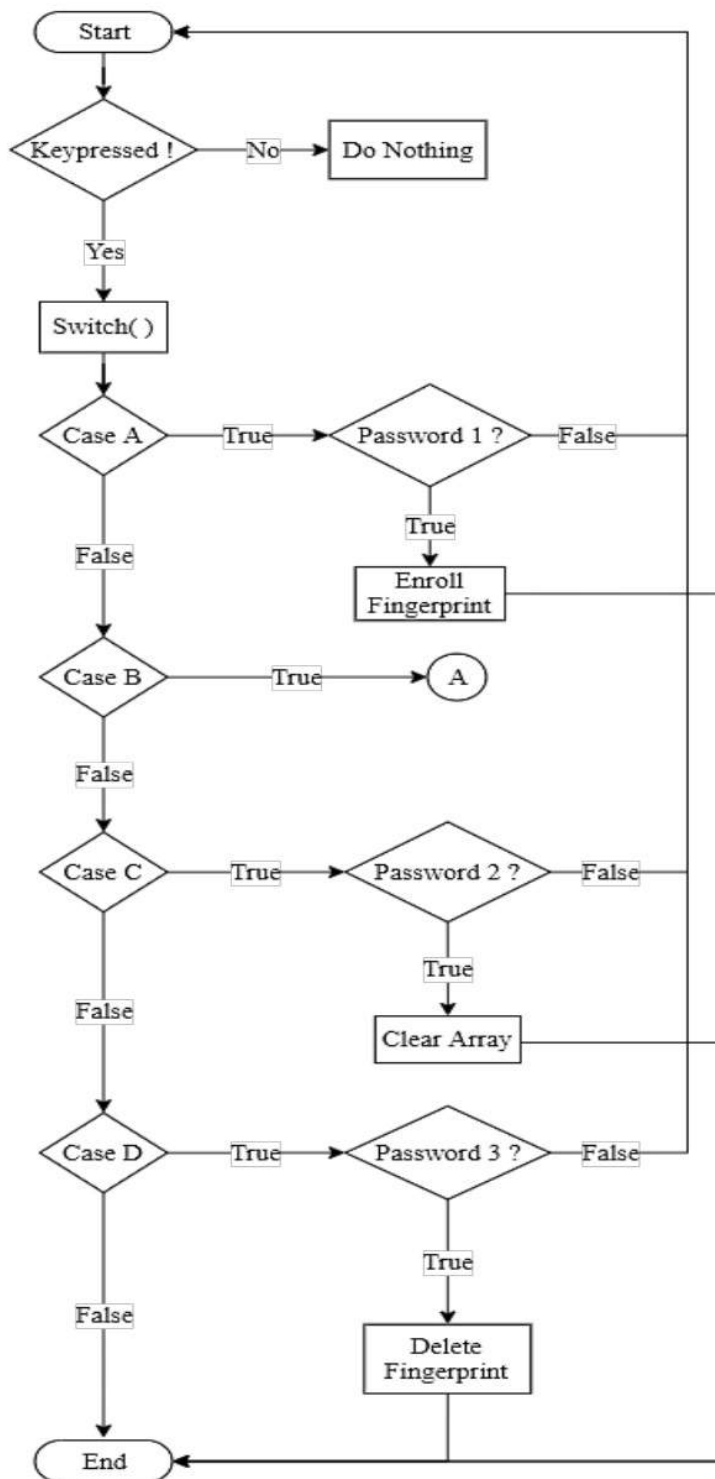 Start
Keypressed !
No
Do Nothing
Yes
Switch( )
Case A
True
Password 1 ?
False
True
False
Enroll
Fingerprint
Case B
True
A
False
Case C
True
Password 2 ?
False
True
False
Clear Array
Case D
True
Password 3 ?
False
True
False
Delete
Fingerprint
End